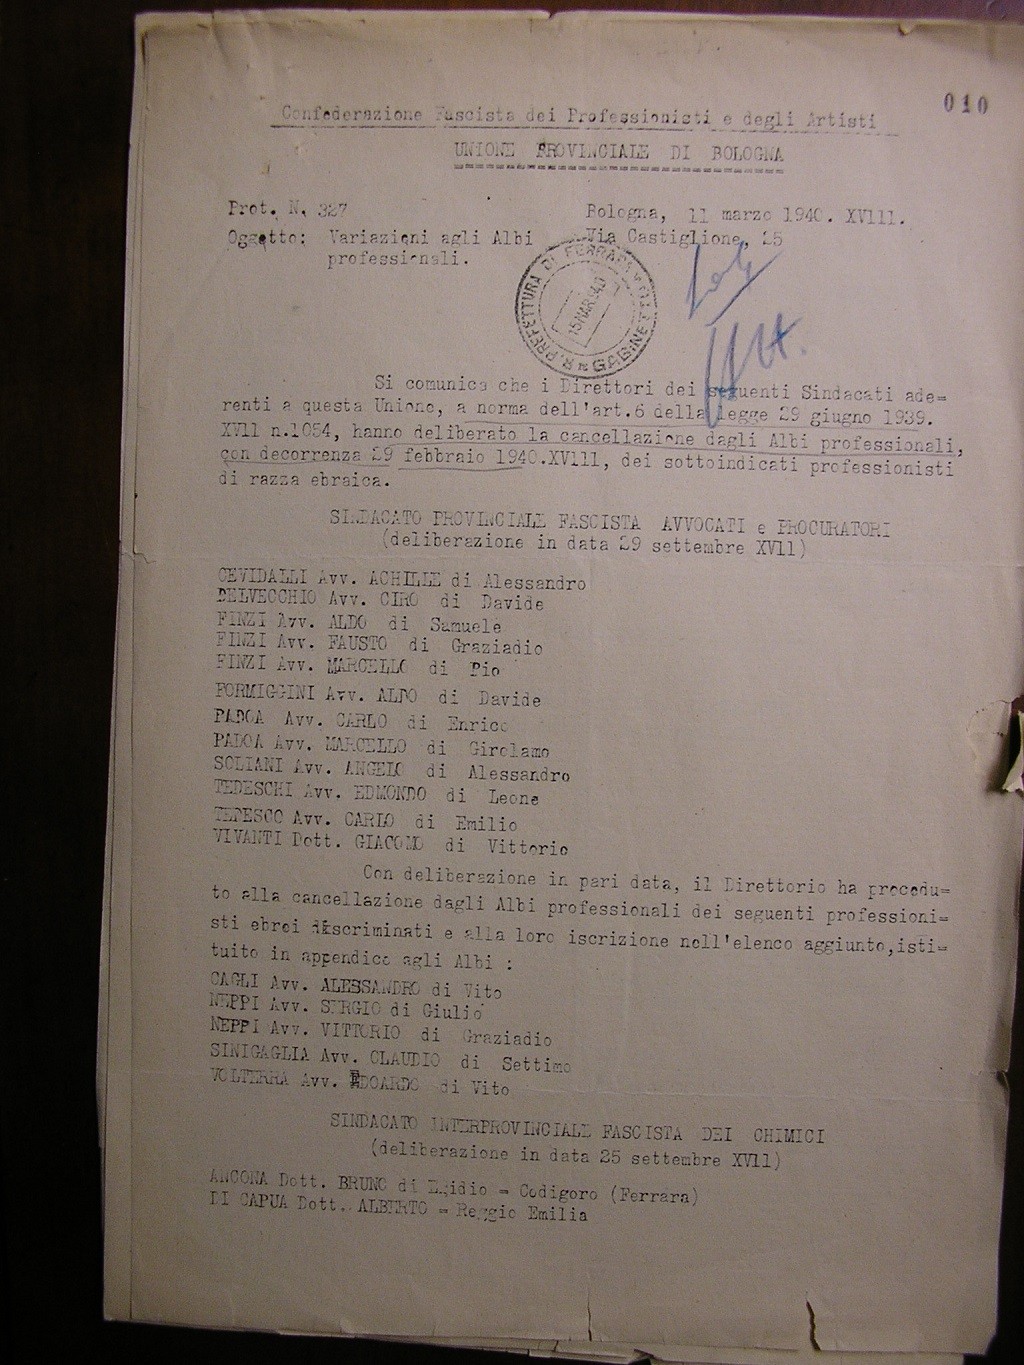 010
Confederazione Fascista dei Professionisti e degli Artisti
UNIONE PROVINCIALE DI BOLOGNA
Prot. N. 327
Bologna, 11 marzo 1940. XVIII.
Oggetto: Variazioni agli Albi
Via Castiglione, 25
professionali.
R. PREFETTURA DI FERRARA
GABINETTO
15 MAR 940
Si comunica che i Direttori dei seguenti Sindacati ade=
renti a questa Unione, a norma dell'art.6 della legge 29 giugno 1939.
XVII n.1054, hanno deliberato la cancellazione dagli Albi professionali,
con decorrenza 29 febbraio 1940.XVIII, dei sottoindicati professionisti
di razza ebraica.
SINDACATO PROVINCIALE FASCISTA AVVOCATI e PROCURATORI
(deliberazione in data 29 settembre XVII)
CEVIDALLI Avv. ACHILLE di Alessandro
DELVECCHIO Avv. CIRO di Davide
FINZI Avv. ALDO di Samuele
FINZI Avv. FAUSTO di Graziadio
FINZI Avv. MARCELLO di Pio
FORMIGGINI Avv. ALDO di Davide
PADOA Avv. CARLO di Enrico
PADOA Avv. MARCELLO di Girolamo
SOLIANI Avv. ANGELO di Alessandro
TEDESCHI Avv. EDMONDO di Leone
TEDESCO Avv. CARLO di Emilio
VIVANTI Dott. GIACOMO di Vittorio
Con deliberazione in pari data, il Direttorio ha procedu=
to alla cancellazione dagli Albi professionali dei seguenti professioni=
sti ebrei discriminati e alla loro iscrizione nell'elenco aggiunto,isti=
tuito in appendice agli Albi :
CAGLI Avv. ALESSANDRO di Vito
NEPPI Avv. SERGIO di Giulio
NEPPI Avv. VITTORIO di Graziadio
SINIGAGLIA Avv. CLAUDIO di Settimo
VOLTERRA Avv. EDOARDO di Vito
SINDACATO INTERPROVINCIALE FASCISTA DEI CHIMICI
(deliberazione in data 25 settembre XVII)
ANCONA Dott. BRUNO di Egidio = Codigoro (Ferrara)
DI CAPUA Dott. ALBERTO = Reggio Emilia